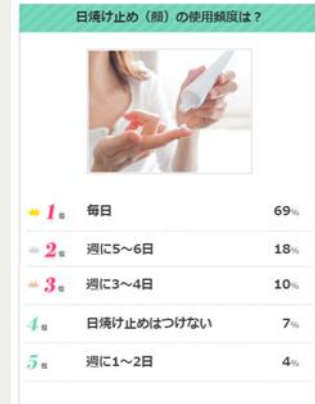 日焼け止め（顔）の使用頻度は？
1位 毎日 69%
2位 週に5〜6日 18%
3位 週に3〜4日 10%
4位 日焼け止めはつけない 7%
5位 週に1〜2日 4%